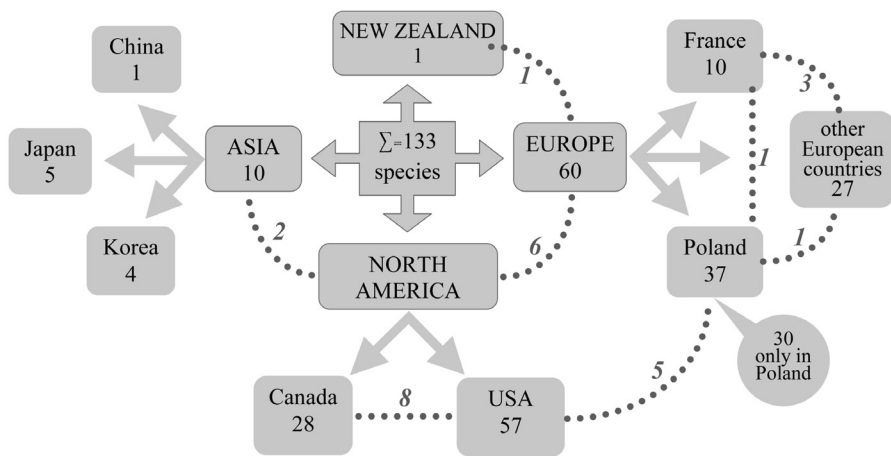 China
1
NEW ZEALAND
1
France
10
1
3
Japan
5
ASIA
10
∑=133
species
EUROPE
60
1
other
European
countries
27
Korea
4
2
6
NORTH
AMERICA
Poland
37
1
30
only in
Poland
Canada
28
8
USA
57
5